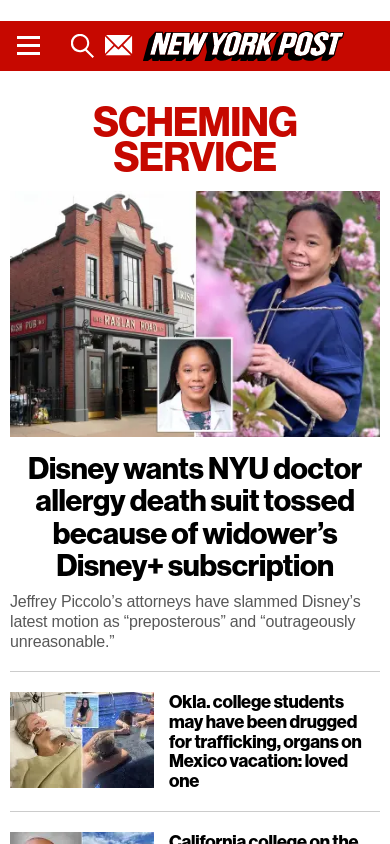 NEW YORK POST
SCHEMING
SERVICE
IRISH PUB
RAGLAN ROAD
Disney wants NYU doctor
allergy death suit tossed
because of widower’s
Disney+ subscription
Jeffrey Piccolo’s attorneys have slammed Disney’s
latest motion as “preposterous” and “outrageously
unreasonable.”
Okla. college students
may have been drugged
for trafficking, organs on
Mexico vacation: loved
one
California college on the